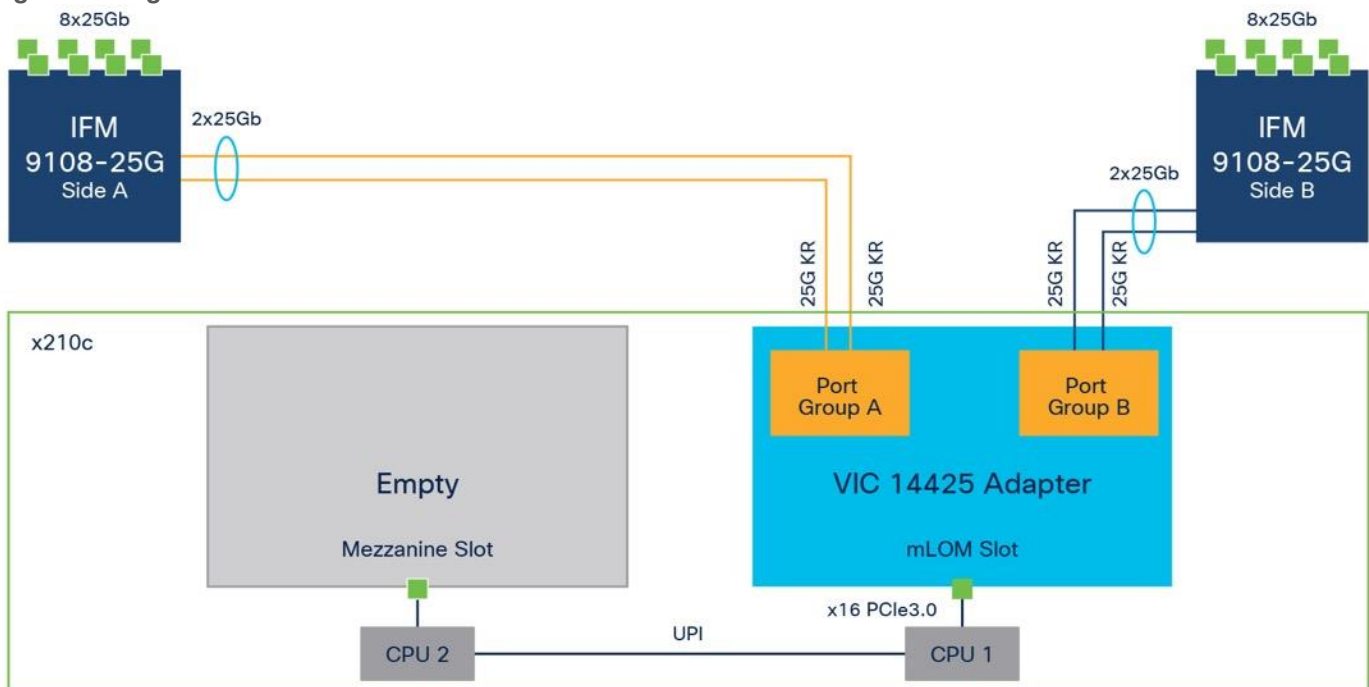 8x25Gb
IFM
9108-25G
Side A
2x25Gb
8x25Gb
IFM
9108-25G
Side B
2x25Gb
25G KR
25G KR
25G KR
25G KR
x210c
Port
Group A
Port
Group B
Empty
Mezzanine Slot
VIC 14425 Adapter
mLOM Slot
x16 PCIe3.0
CPU 2
UPI
CPU 1